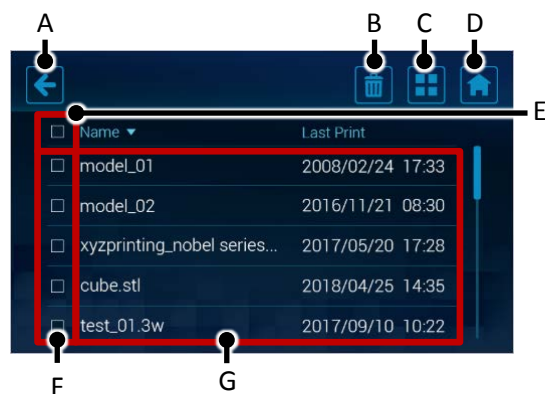 A B C D
E
Name ▼ Last Print
model_01 2008/02/24 17:33
model_02 2016/11/21 08:30
xyzprinting_nobel series... 2017/05/20 17:28
cube.stl 2018/04/25 14:35
test_01.3w 2017/09/10 10:22
F G